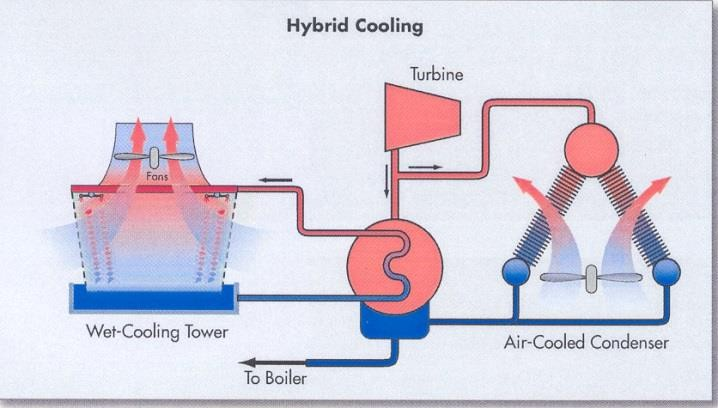 Hybrid Cooling
Turbine
Fans
Wet-Cooling Tower
Air-Cooled Condenser
To Boiler